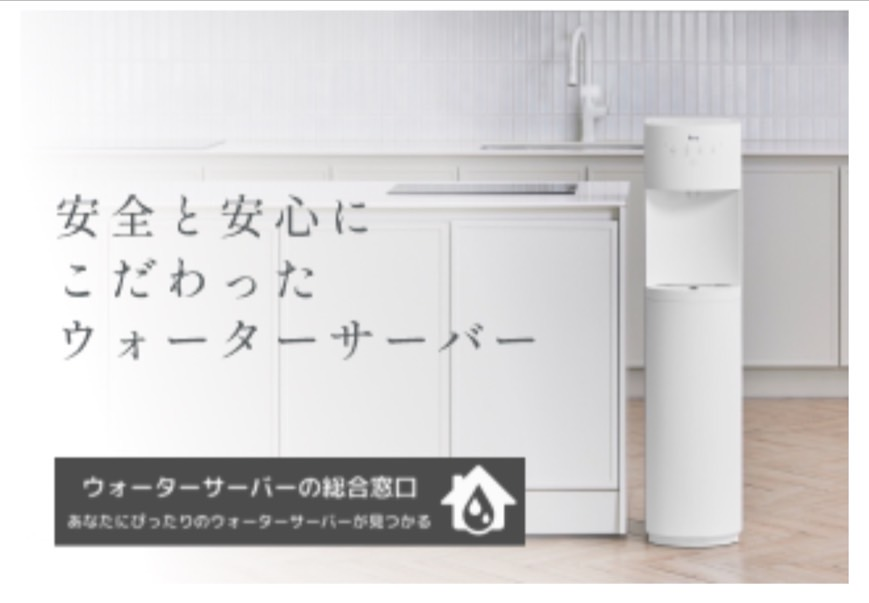 安全と安心に
こだわった
ウォーターサーバー
ウォーターサーバーの総合窓口
あなたにぴったりのウォーターサーバーが見つかる